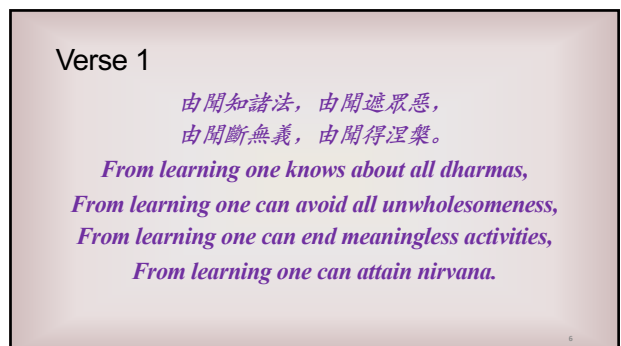 Verse 1
由聞知諸法，由聞遮眾惡，
由聞斷無義，由聞得涅槃。
From learning one knows about all dharmas,
From learning one can avoid all unwholesomeness,
From learning one can end meaningless activities,
From learning one can attain nirvana.
6